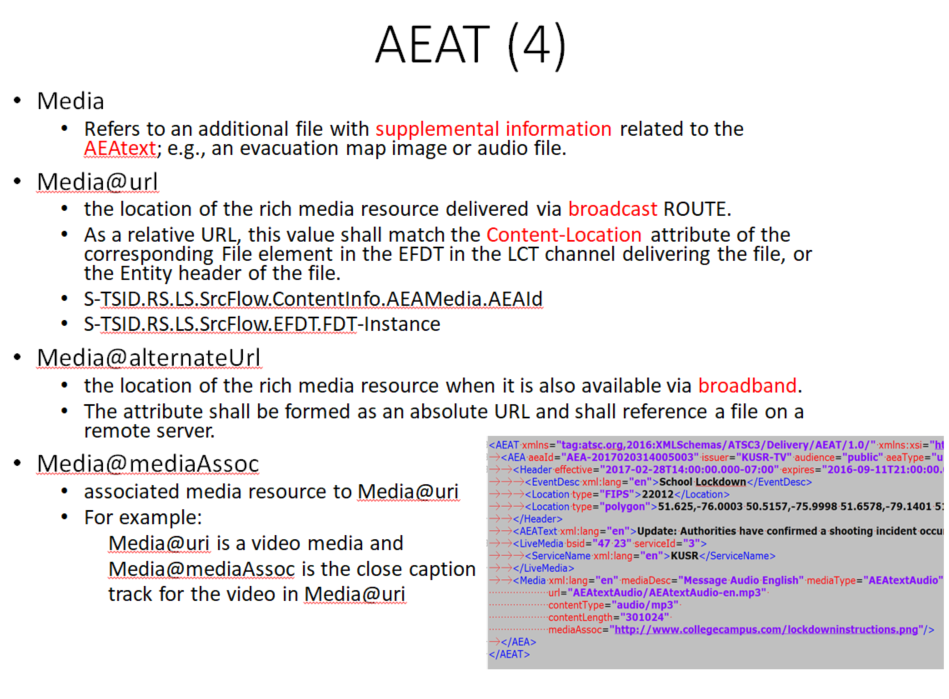 AEAT (4)
• Media
• Refers to an additional file with supplemental information related to the
AEAtext; e.g., an evacuation map image or audio file.
• Media@url
• the location of the rich media resource delivered via broadcast ROUTE.
• As a relative URL, this value shall match the Content-Location attribute of the
corresponding File element in the EFDT in the LCT channel delivering the file, or
the Entity header of the file.
• S-TSID.RS.LS.SrcFlow.ContentInfo.AEAMedia.AEAId
• S-TSID.RS.LS.SrcFlow.EFDT.FDT-Instance
• Media@alternateUrl
• the location of the rich media resource when it is also available via broadband.
• The attribute shall be formed as an absolute URL and shall reference a file on a
remote server.
• Media@mediaAssoc
• associated media resource to Media@uri
• For example:
Media@uri is a video media and
Media@mediaAssoc is the close caption
track for the video in Media@uri
<AEAT xmlns="tag:atsc.org,2016:XMLSchemas/ATSC3/Delivery/AEAT/1.0/" xmlns:xsi="ht
<AEA aeaId="AEA-2017020314005003" issuer="KUSR-TV" audience="public" aeaType="u
<Header effective="2017-02-28T14:00:00.000-07:00" expires="2016-09-11T21:00:00.
<EventDesc xml:lang="en">School Lockdown</EventDesc>
<Location type="FIPS">22012</Location>
<Location type="polygon">51.625,-76.0003 50.5157,-75.9998 51.6578,-79.1401 51
</Header>
<AEAText xml:lang="en">Update: Authorities have confirmed a shooting incident occu
<LiveMedia bsid="47 23" serviceId="3">
<ServiceName xml:lang="en">KUSR</ServiceName>
</LiveMedia>
<Media xml:lang="en" mediaDesc="Message Audio English" mediaType="AEAtextAudio"
url="AEAtextAudio/AEAtextAudio-en.mp3"
contentType="audio/mp3"
contentLength="301024"
mediaAssoc="http://www.collegecampus.com/lockdowninstructions.png"/>
</AEA>
</AEAT>